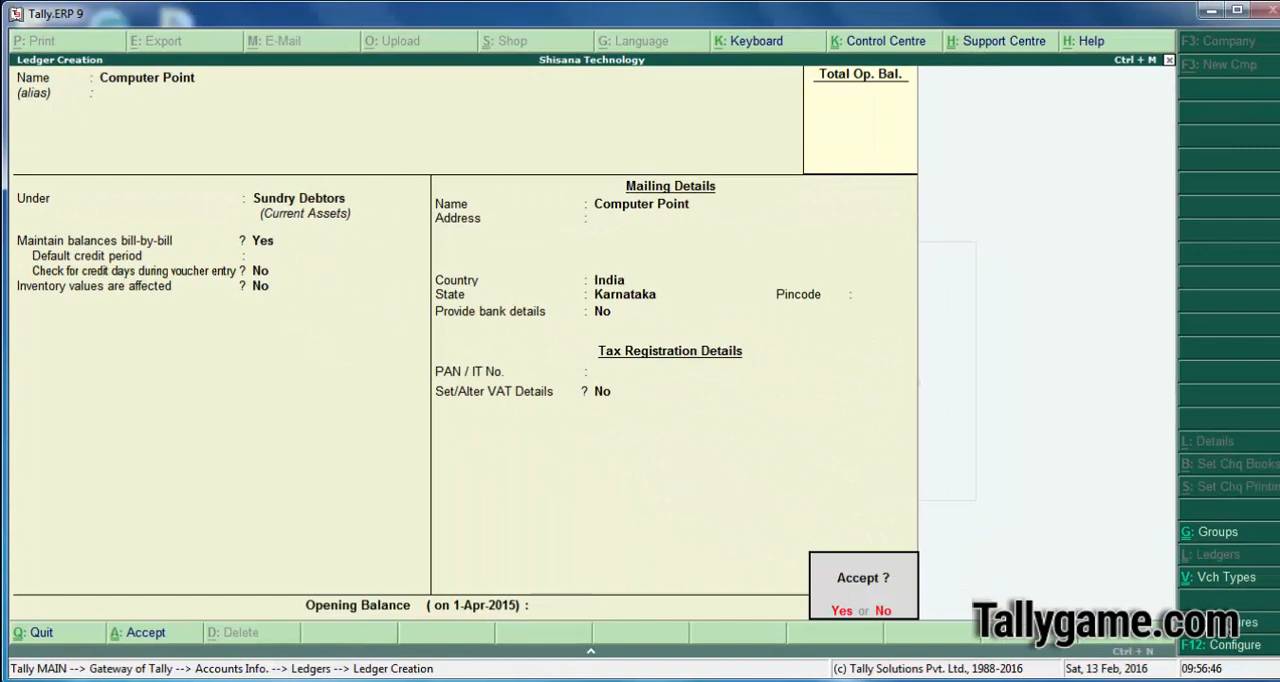 Tally.ERP 9
P: Print E: Export M: E-Mail O: Upload S: Shop G: Language K: Keyboard K: Control Centre H: Support Centre H: Help F3: Company
Ledger Creation Shisana Technology Ctrl + M
F3: New Cmp
Name : Computer Point Total Op. Bal.
(alias) :
Mailing Details
Under : Sundry Debtors
(Current Assets)
Name : Computer Point
Address :
Maintain balances bill-by-bill ? Yes
Default credit period :
Check for credit days during voucher entry ? No
Inventory values are affected ? No
Country : India
State : Karnataka Pincode :
Provide bank details : No
Tax Registration Details
PAN / IT No. :
Set/Alter VAT Details ? No
L: Details
B: Set Chq Books
S: Set Chq Printin
G: Groups
L: Ledgers
V: Vch Types
Accept ?
Yes or No
Opening Balance ( on 1-Apr-2015) :
Tallygame.com
Q: Quit A: Accept D: Delete
F12: Configure
Ctrl + N
Tally MAIN --> Gateway of Tally --> Accounts Info. --> Ledgers --> Ledger Creation (c) Tally Solutions Pvt. Ltd., 1988-2016 Sat, 13 Feb, 2016 09:56:46